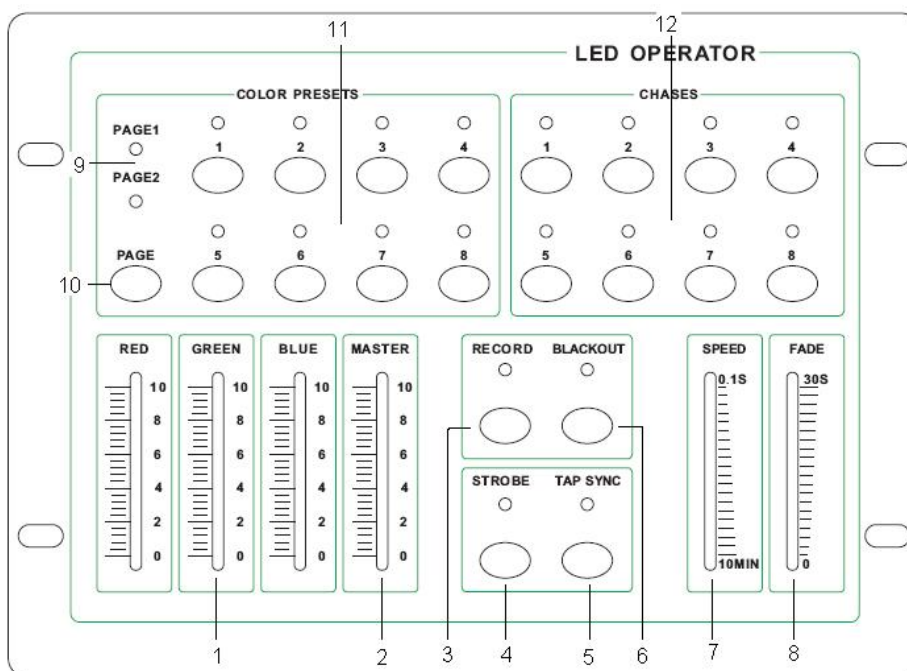 11
12
LED OPERATOR
COLOR PRESETS
CHASES
PAGE1
1 2 3 4
1 2 3 4
9
PAGE2
PAGE
5 6 7 8
5 6 7 8
10
RED
GREEN
BLUE
MASTER
RECORD
BLACKOUT
SPEED
FADE
10 10 10 10
8 8 8 8
6 6 6 6
4 4 4 4
2 2 2 2
0 0 0 0
0.1S
30S
3
6
STROBE
TAP SYNC
10MIN
0
1
2
4
5
7
8